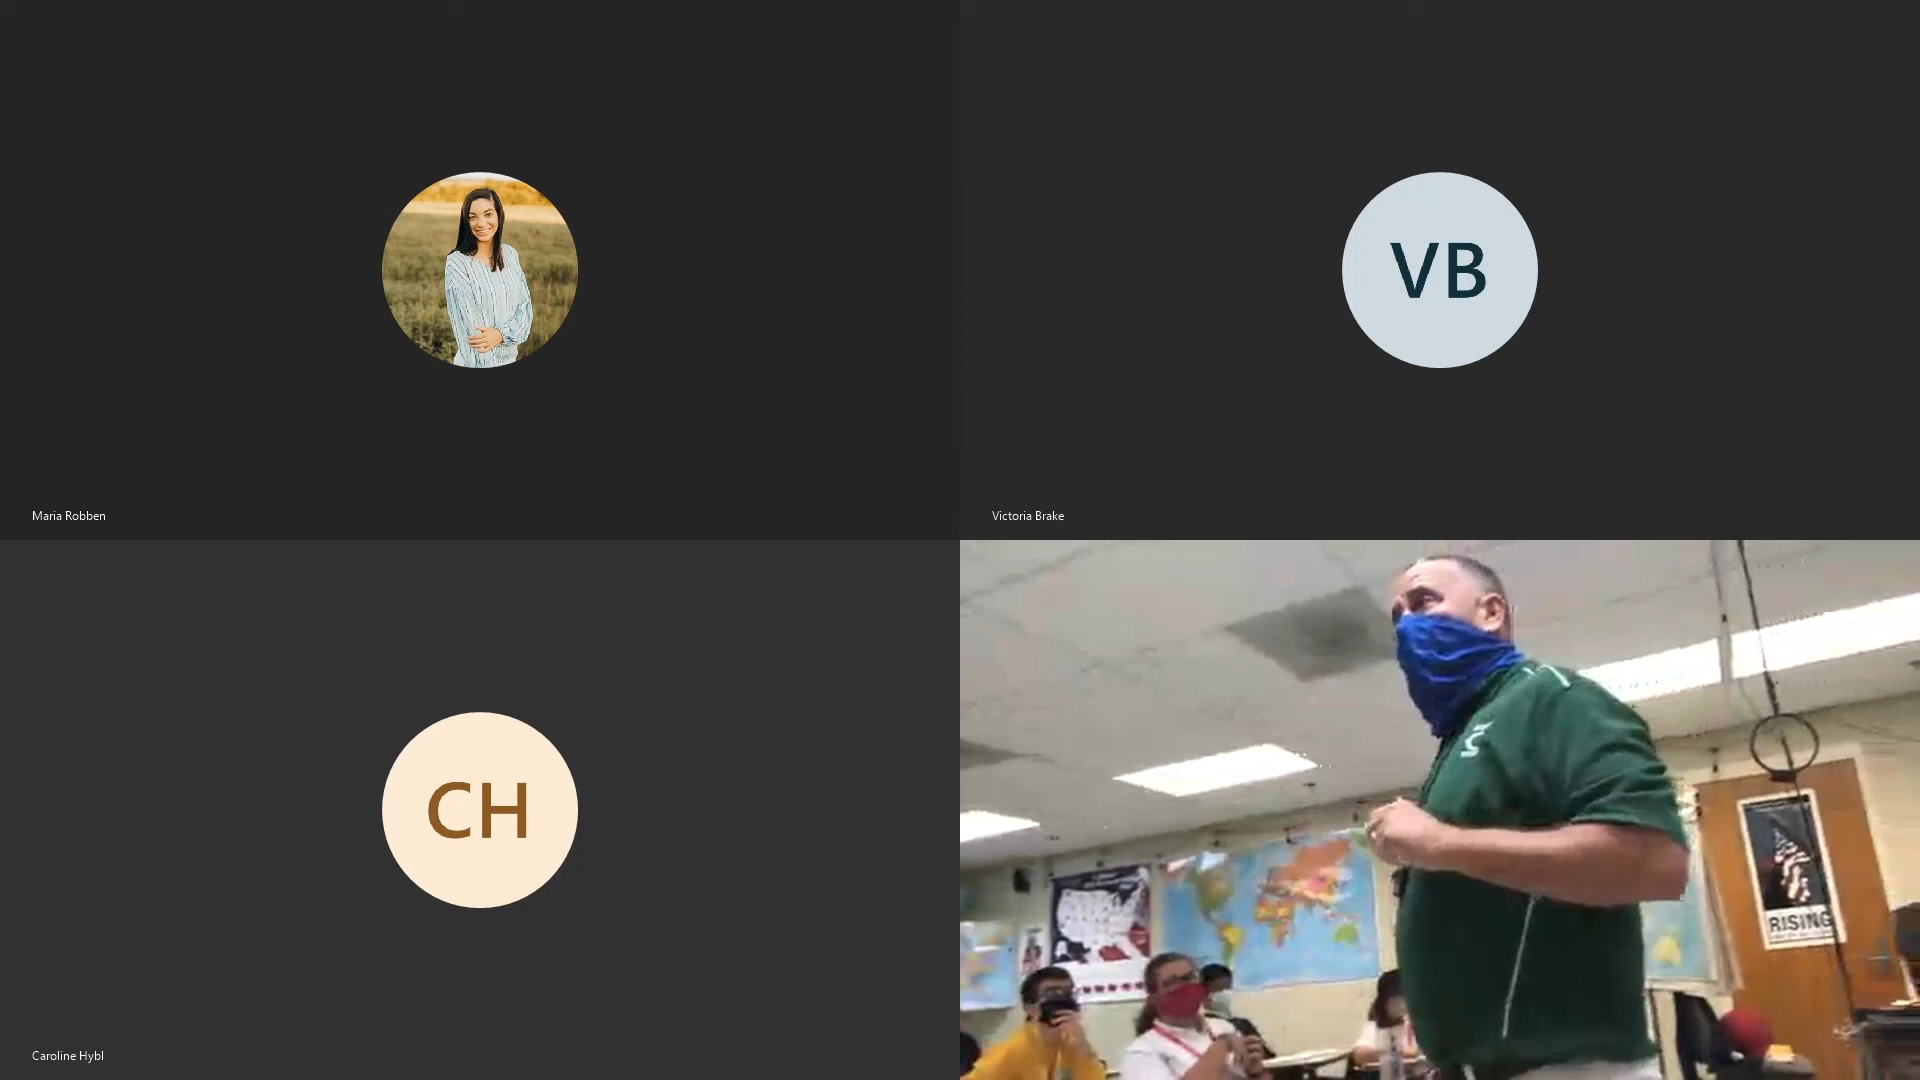 Maria Robben
VB
Victoria Brake
CH
Caroline Hybl
RISING